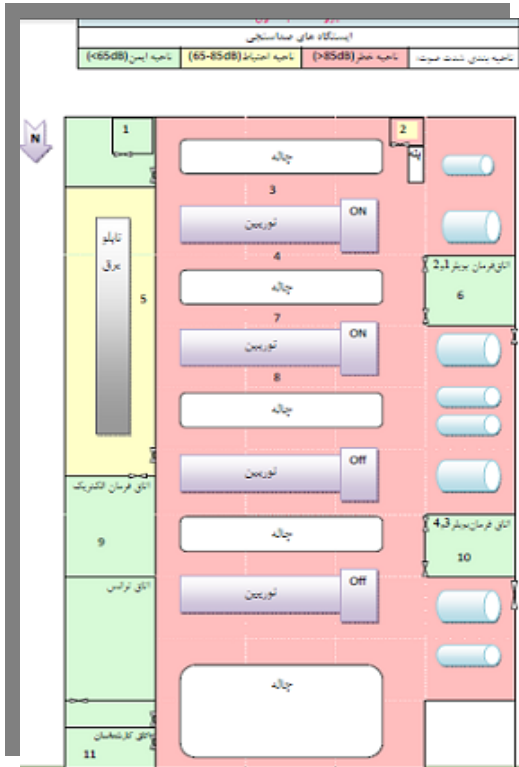 ایستگاه های صداسنجی
ناحیه بندی شدت صوت: ناحیه خطر(85dB<) ناحیه احتیاط(65-85dB) ناحیه ایمن(65dB>)
N
1
2
پله
چاله
3
ON
توربین
4
تابلو
برق
5
اتاق فرمان بویلر 2,1
6
چاله
7
ON
توربین
8
چاله
Off
توربین
اتاق فرمان الکتریک
9
چاله
اتاق فرمان بویلر 4,3
10
Off
توربین
اتاق ترانس
چاله
اتاق کارشناسان
11